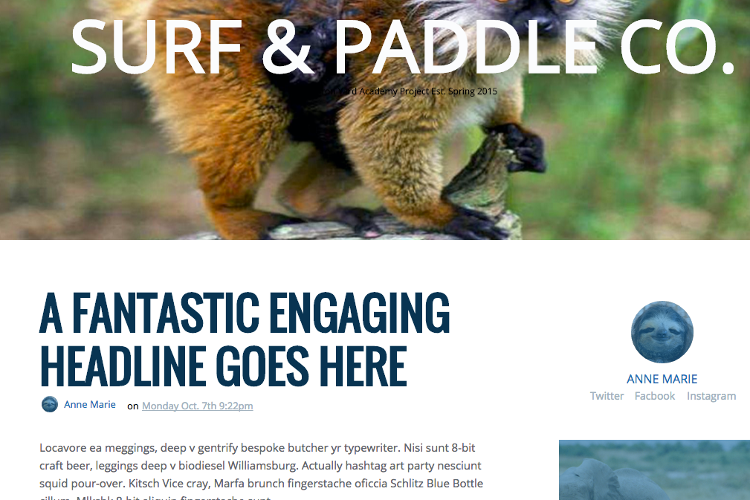 SURF & PADDLE CO.
d Academy Project Est. Spring 2015
A FANTASTIC ENGAGING
HEADLINE GOES HERE
Anne Marie on Monday Oct. 7th 9:22pm
Locavore ea meggings, deep v gentrify bespoke butcher yr typewriter. Nisi sunt 8-bit
craft beer, leggings deep v biodiesel Williamsburg. Actually hashtag art party nesciunt
squid pour-over. Kitsch Vice cray, Marfa brunch fingerstache oficcia Schlitz Blue Bottle
ANNE MARIE
Twitter Facbook Instagram